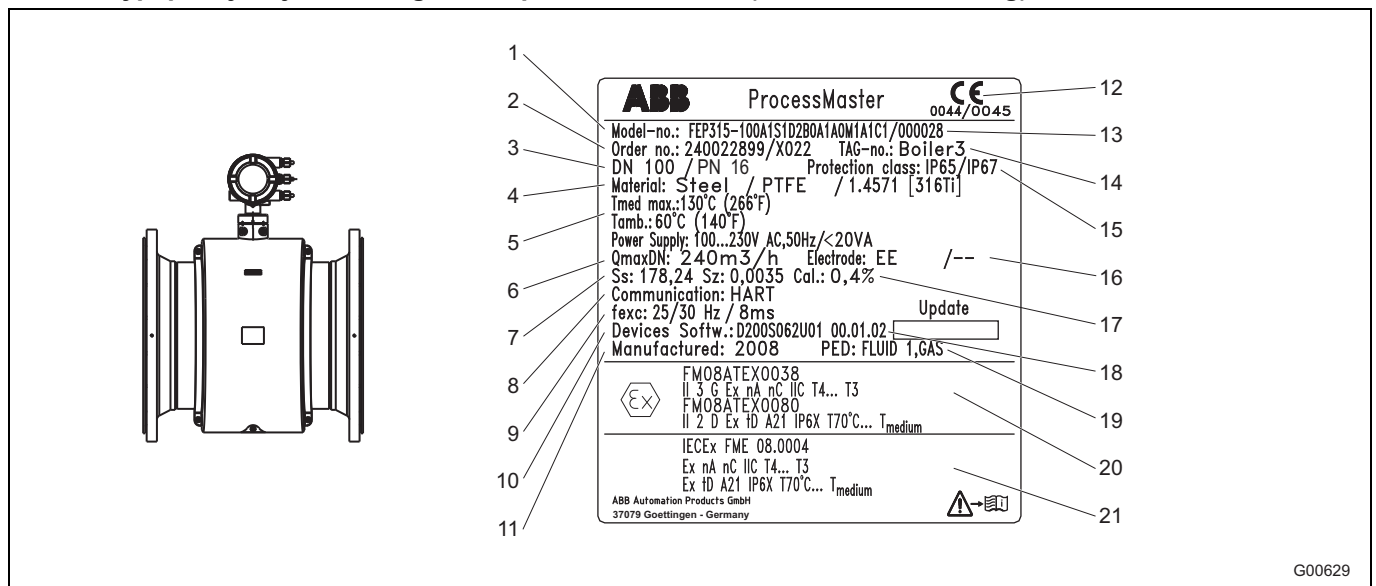 1
2
3
4
5
6
7
8
9
10
11
ABB ProcessMaster CE
0044/0045
Model-no.: FEP315-100A1S1D2B0A1A0M1A1C1/000028
Order no.: 240022899/X022 TAG-no.: Boiler3
DN 100 / PN 16 Protection class: IP65/IP67
Material: Steel / PTFE / 1.4571 [316Ti]
Tmed max.:130°C (266°F)
Tamb.: 60°C (140°F)
Power Supply: 100...230V AC,50Hz/<20VA
QmaxDN: 240m3/h Electrode: EE /--
Ss: 178,24 Sz: 0,0035 Cal.: 0,4%
Communication: HART
fexc: 25/30 Hz / 8ms Update
Devices Softw.: D200S062U01 00.01.02
Manufactured: 2008 PED: FLUID 1,GAS
Ex
FM08ATEX0038
II 3 G Ex nA nC IIC T4... T3
FM08ATEX0080
II 2 D Ex tD A21 IP6X T70°C... Tmedium
IECEx FME 08.0004
Ex nA nC IIC T4... T3
Ex tD A21 IP6X T70°C... Tmedium
ABB Automation Products GmbH
37079 Goettingen - Germany
i
12
13
14
15
16
17
18
19
20
21
G00629